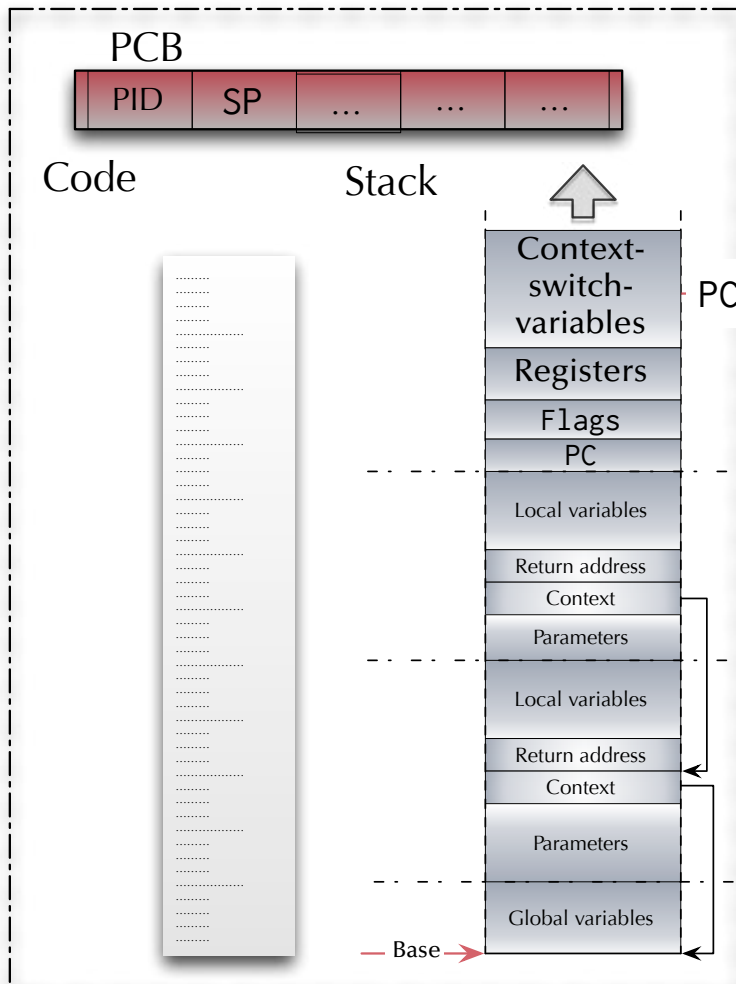 PCB
PID SP ... ... ...
Code
Stack
Context-
switch-
variables
PC
Registers
Flags
PC
Local variables
Return address
Context
Parameters
Local variables
Return address
Context
Parameters
Global variables
Base